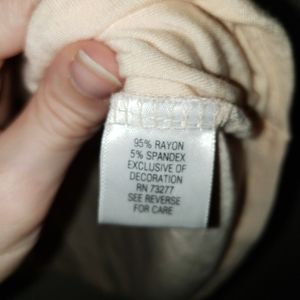 95% RAYON
5% SPANDEX
EXCLUSIVE OF
DECORATION
RN 73277
SEE REVERSE
FOR CARE